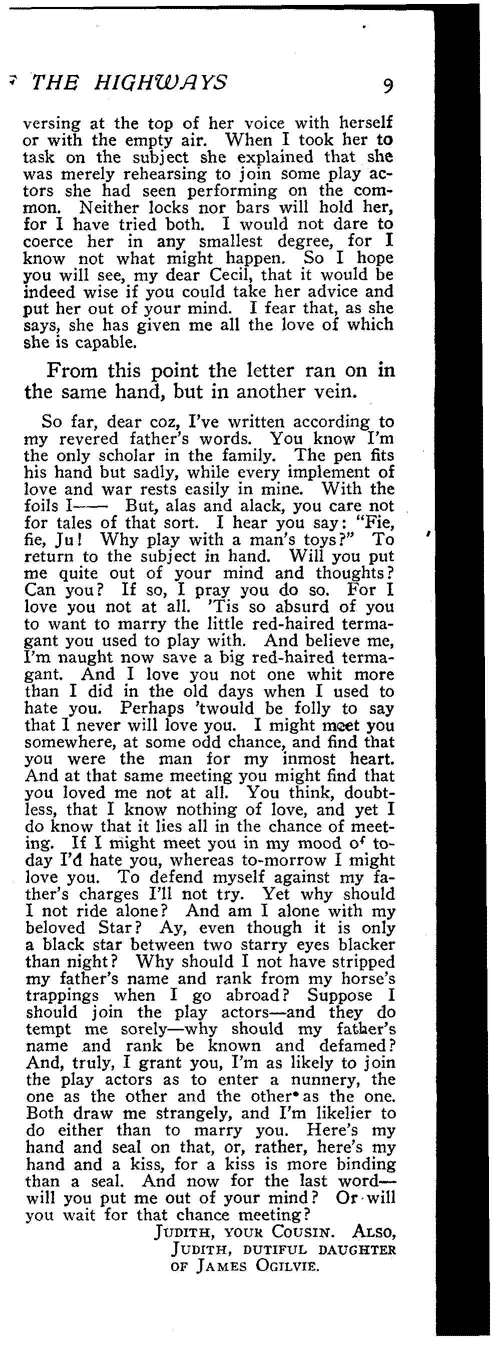 THE HIGHWAYS 9
versing at the top of her voice with herself
or with the empty air. When I took her to
task on the subject she explained that she
was merely rehearsing to join some play ac-
tors she had seen performing on the com-
mon. Neither locks nor bars will hold her,
for I have tried both. I would not dare to
coerce her in any smallest degree, for I
know not what might happen. So I hope
you will see, my dear Cecil, that it would be
indeed wise if you could take her advice and
put her out of your mind. I fear that, as she
says, she has given me all the love of which
she is capable.
From this point the letter ran on in
the same hand, but in another vein.
So far, dear coz, I've written according to
my revered father's words. You know I'm
the only scholar in the family. The pen fits
his hand but sadly, while every implement of
love and war rests easily in mine. With the
foils I—— But, alas and alack, you care not
for tales of that sort. I hear you say: "Fie,
fie, Ju! Why play with a man's toys?" To
return to the subject in hand. Will you put
me quite out of your mind and thoughts?
Can you? If so, I pray you do so. For I
love you not at all. 'Tis so absurd of you
to want to marry the little red-haired terma-
gant you used to play with. And believe me,
I'm naught now save a big red-haired terma-
gant. And I love you not one whit more
than I did in the old days when I used to
hate you. Perhaps 'twould be folly to say
that I never will love you. I might meet you
somewhere, at some odd chance, and find that
you were the man for my inmost heart.
And at that same meeting you might find that
you loved me not at all. You think, doubt-
less, that I know nothing of love, and yet I
do know that it lies all in the chance of meet-
ing. If I might meet you in my mood of to-
day I'd hate you, whereas to-morrow I might
love you. To defend myself against my fa-
ther's charges I'll not try. Yet why should
I not ride alone? And am I alone with my
beloved Star? Ay, even though it is only
a black star between two starry eyes blacker
than night? Why should I not have stripped
my father's name and rank from my horse's
trappings when I go abroad? Suppose I
should join the play actors—and they do
tempt me sorely—why should my father's
name and rank be known and defamed?
And, truly, I grant you, I'm as likely to join
the play actors as to enter a nunnery, the
one as the other and the other as the one.
Both draw me strangely, and I'm likelier to
do either than to marry you. Here's my
hand and seal on that, or, rather, here's my
hand and a kiss, for a kiss is more binding
than a seal. And now for the last word—
will you put me out of your mind? Or will
you wait for that chance meeting?
JUDITH, YOUR COUSIN. ALSO,
JUDITH, DUTIFUL DAUGHTER
OF JAMES OGILVIE.